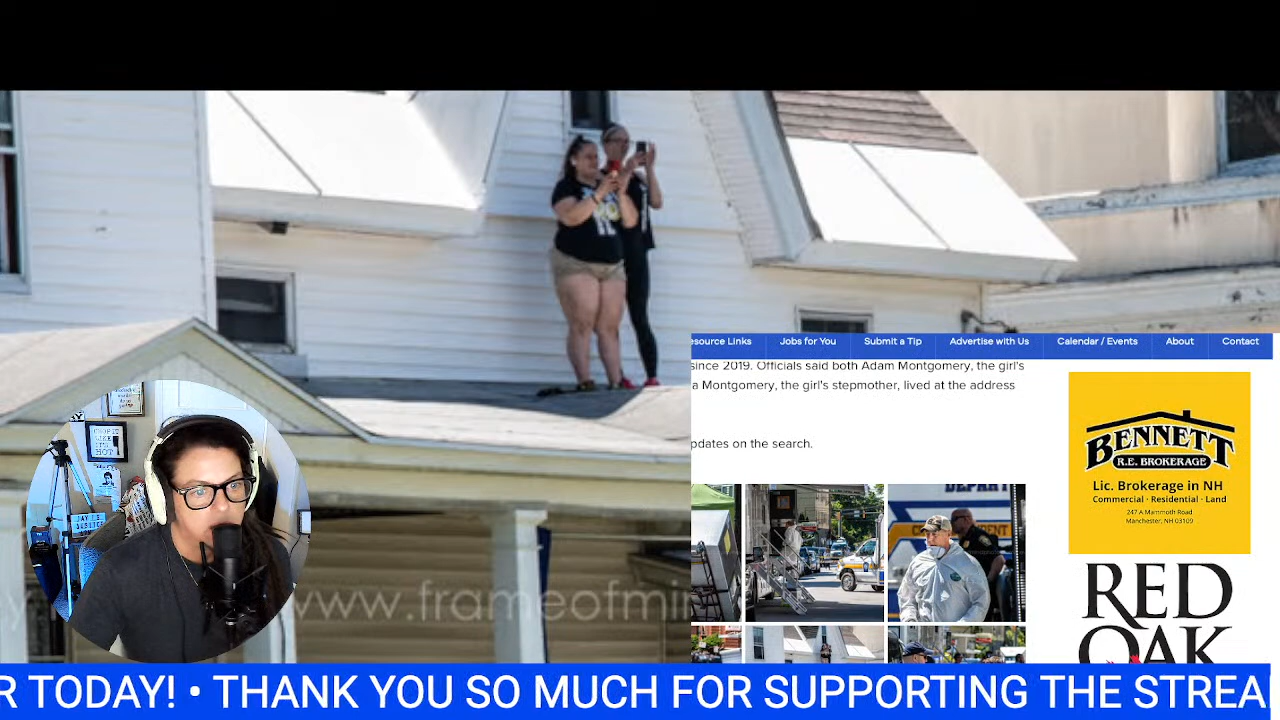 esource Links
Jobs for You
Submit a Tip
Advertise with Us
Calendar / Events
About
Contact
since 2019. Officials said both Adam Montgomery, the girl's
a Montgomery, the girl's stepmother, lived at the address
pdates on the search.
BENNETT
R.E. BROKERAGE
Lic. Brokerage in NH
Commercial · Residential · Land
247 A Mammoth Road
Manchester, NH 03109
RED
OAK
DEPART
www.frameofmi
R TODAY! • THANK YOU SO MUCH FOR SUPPORTING THE STREA